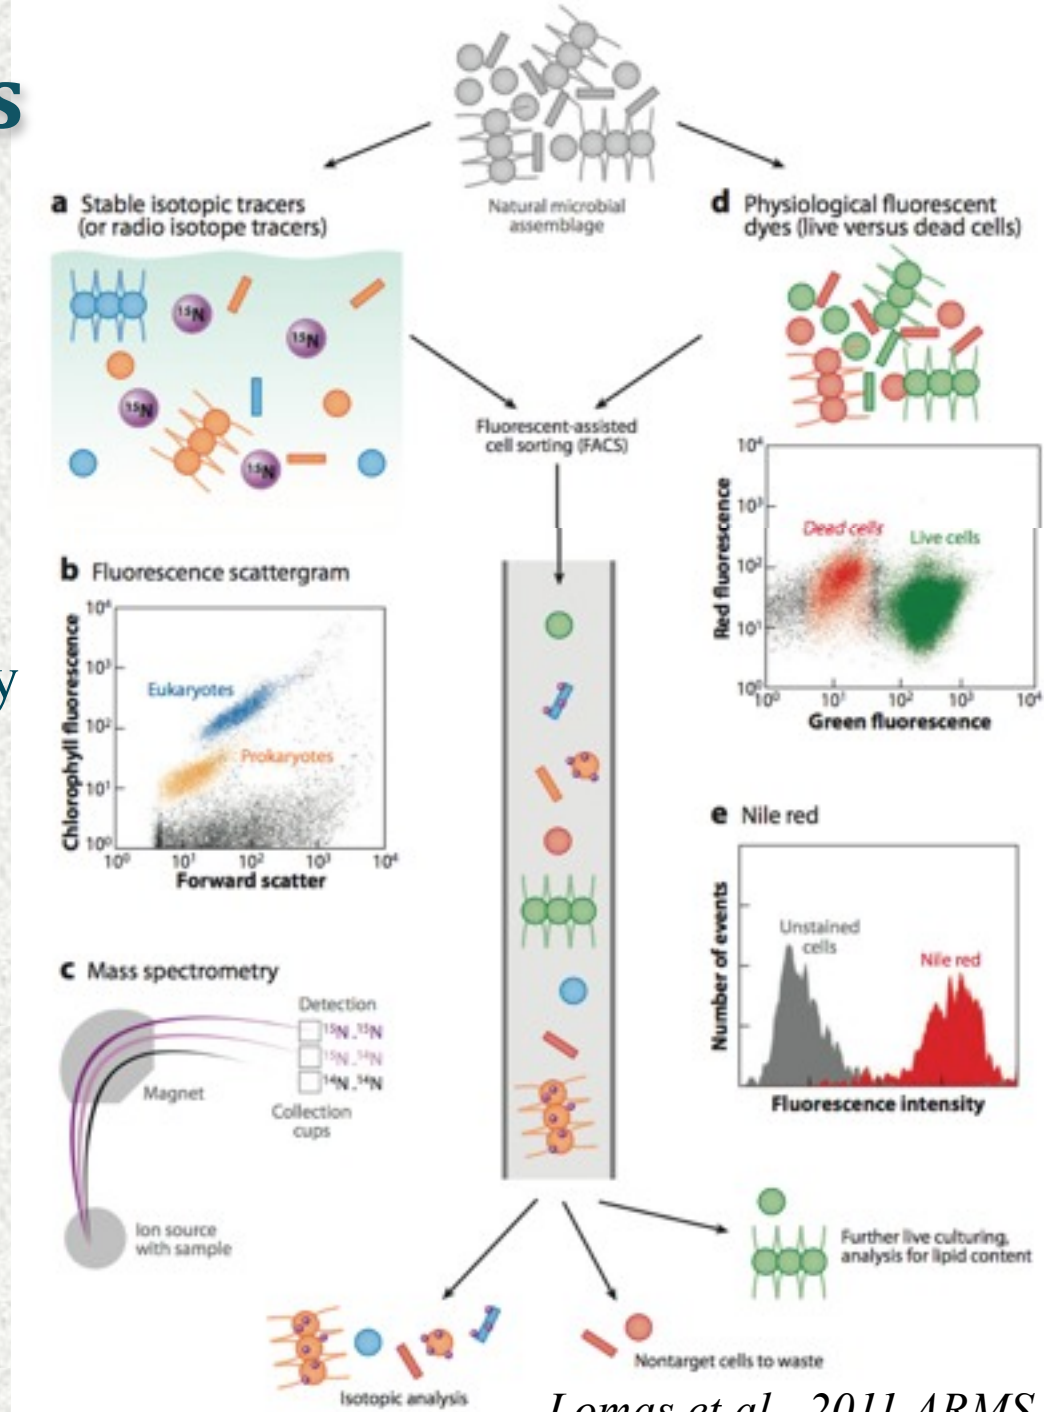 s
y
Natural microbial
assemblage
a Stable isotopic tracers
(or radio isotope tracers)
15N
15N
15N
15N
d Physiological fluorescent
dyes (live versus dead cells)
Fluorescent-assisted
cell sorting (FACS)
b Fluorescence scattergram
Chlorophyll fluorescence
10⁴
10³
10²
10¹
10⁰
Eukaryotes
Prokaryotes
10⁰ 10¹ 10² 10³ 10⁴
Forward scatter
Red fluorescence
10⁴
10³
10²
10¹
10⁰
Dead cells
Live cells
10⁰ 10¹ 10² 10³ 10⁴
Green fluorescence
c Mass spectrometry
Detection
¹⁵N.¹⁵N
¹⁵N.¹⁴N
¹⁴N.¹⁴N
Magnet
Collection
cups
Ion source
with sample
e Nile red
Number of events
Unstained
cells
Nile red
Fluorescence intensity
Further live culturing,
analysis for lipid content
Nontarget cells to waste
Isotopic analysis
Lomas et al., 2011 ARMS